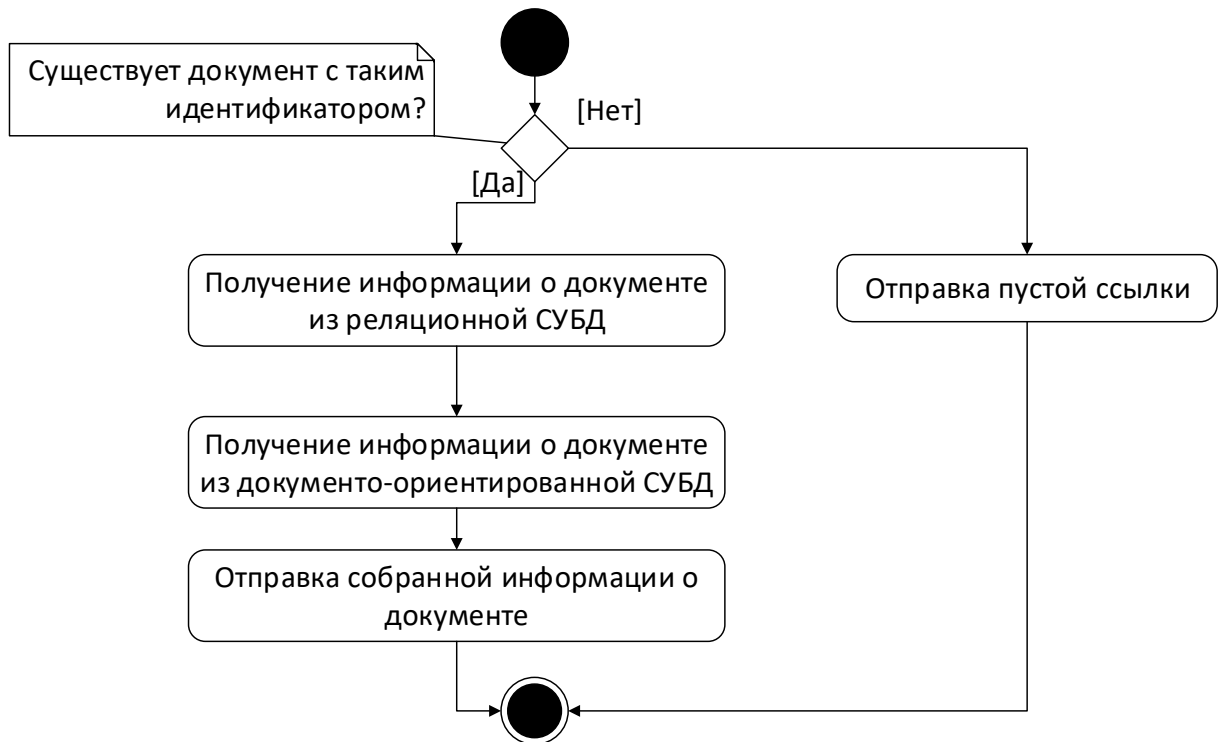 Существует документ с таким
идентификатором?
[Нет]
[Да]
Получение информации о документе
из реляционной СУБД
Отправка пустой ссылки
Получение информации о документе
из документо-ориентированной СУБД
Отправка собранной информации о
документе